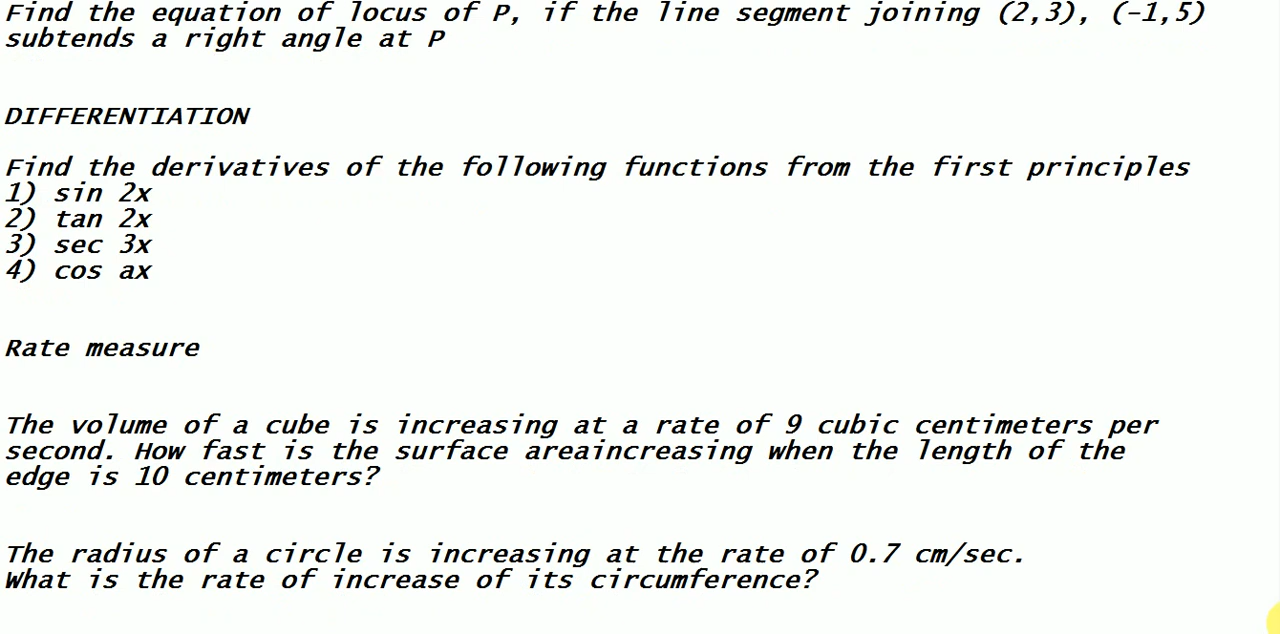 Find the equation of locus of P, if the line segment joining (2,3), (-1,5)
subtends a right angle at P
DIFFERENTIATION
Find the derivatives of the following functions from the first principles
1) sin 2x
2) tan 2x
3) sec 3x
4) cos ax
Rate measure
The volume of a cube is increasing at a rate of 9 cubic centimeters per
second. How fast is the surface areaincreasing when the length of the
edge is 10 centimeters?
The radius of a circle is increasing at the rate of 0.7 cm/sec.
What is the rate of increase of its circumference?